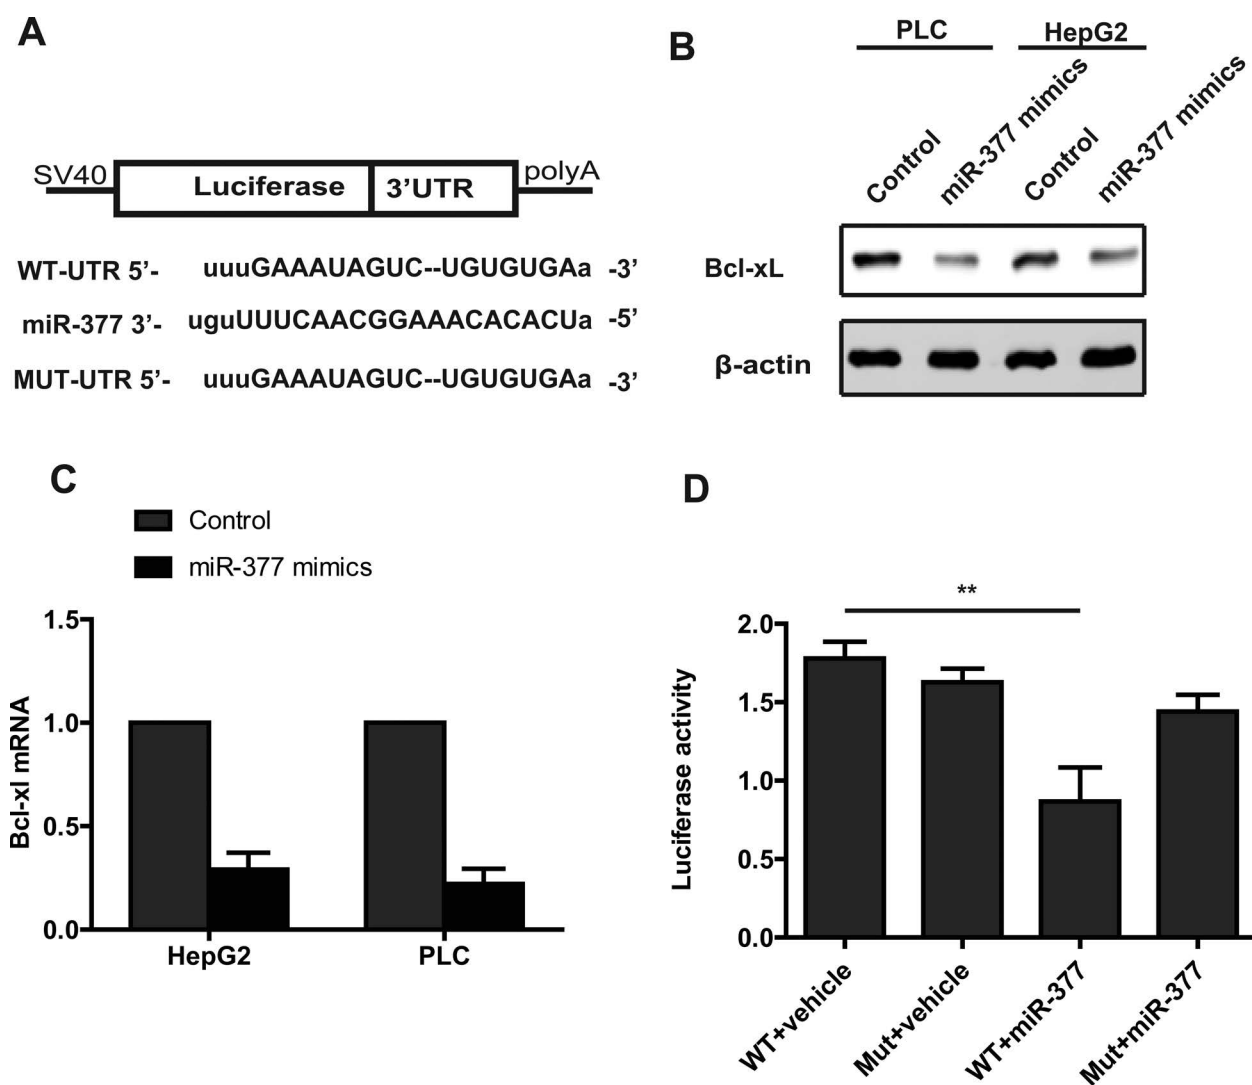 A
SV40
Luciferase
3’UTR
polyA
WT-UTR 5’- uuuGAAAUAGUC--UGUGUGAa -3’
miR-377 3’- uguUUUCAACGGAAACACACUa -5’
MUT-UTR 5’- uuuGAAAUAGUC--UGUGUGAa -3’
B
PLC
HepG2
Control
miR-377 mimics
Control
miR-377 mimics
Bcl-xL
β-actin
C
Control
miR-377 mimics
Bcl-xl mRNA
1.5
1.0
0.5
0.0
HepG2
PLC
D
**
Luciferase activity
2.0
1.5
1.0
0.5
0.0
WT+vehicle
Mut+vehicle
WT+miR-377
Mut+miR-377